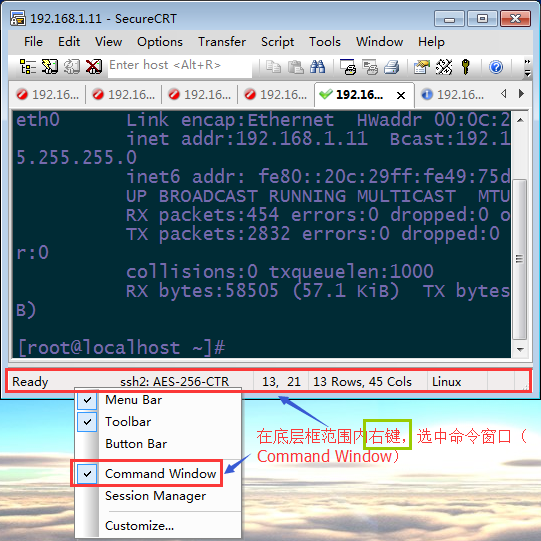 192.168.1.11 - SecureCRT
File Edit View Options Transfer Script Tools Window Help
Enter host <Alt+R>
192.16... 192.16... 192.16... 192.16... 192.16... 192.16...
eth0 Link encap:Ethernet HWaddr 00:0C:2
inet addr:192.168.1.11 Bcast:192.1
5.255.255.0
inet6 addr: fe80::20c:29ff:fe49:75d
UP BROADCAST RUNNING MULTICAST MTU
RX packets:454 errors:0 dropped:0 o
TX packets:2832 errors:0 dropped:0
r:0
collisions:0 txqueuelen:1000
RX bytes:58505 (57.1 KiB) TX bytes
B)
[root@localhost ~]#
Ready ssh2: AES-256-CTR 13, 21 13 Rows, 45 Cols Linux
Menu Bar
Toolbar
Button Bar
Command Window
Session Manager
Customize...
在底层框范围内右键，选中命令窗口（
Command Window）